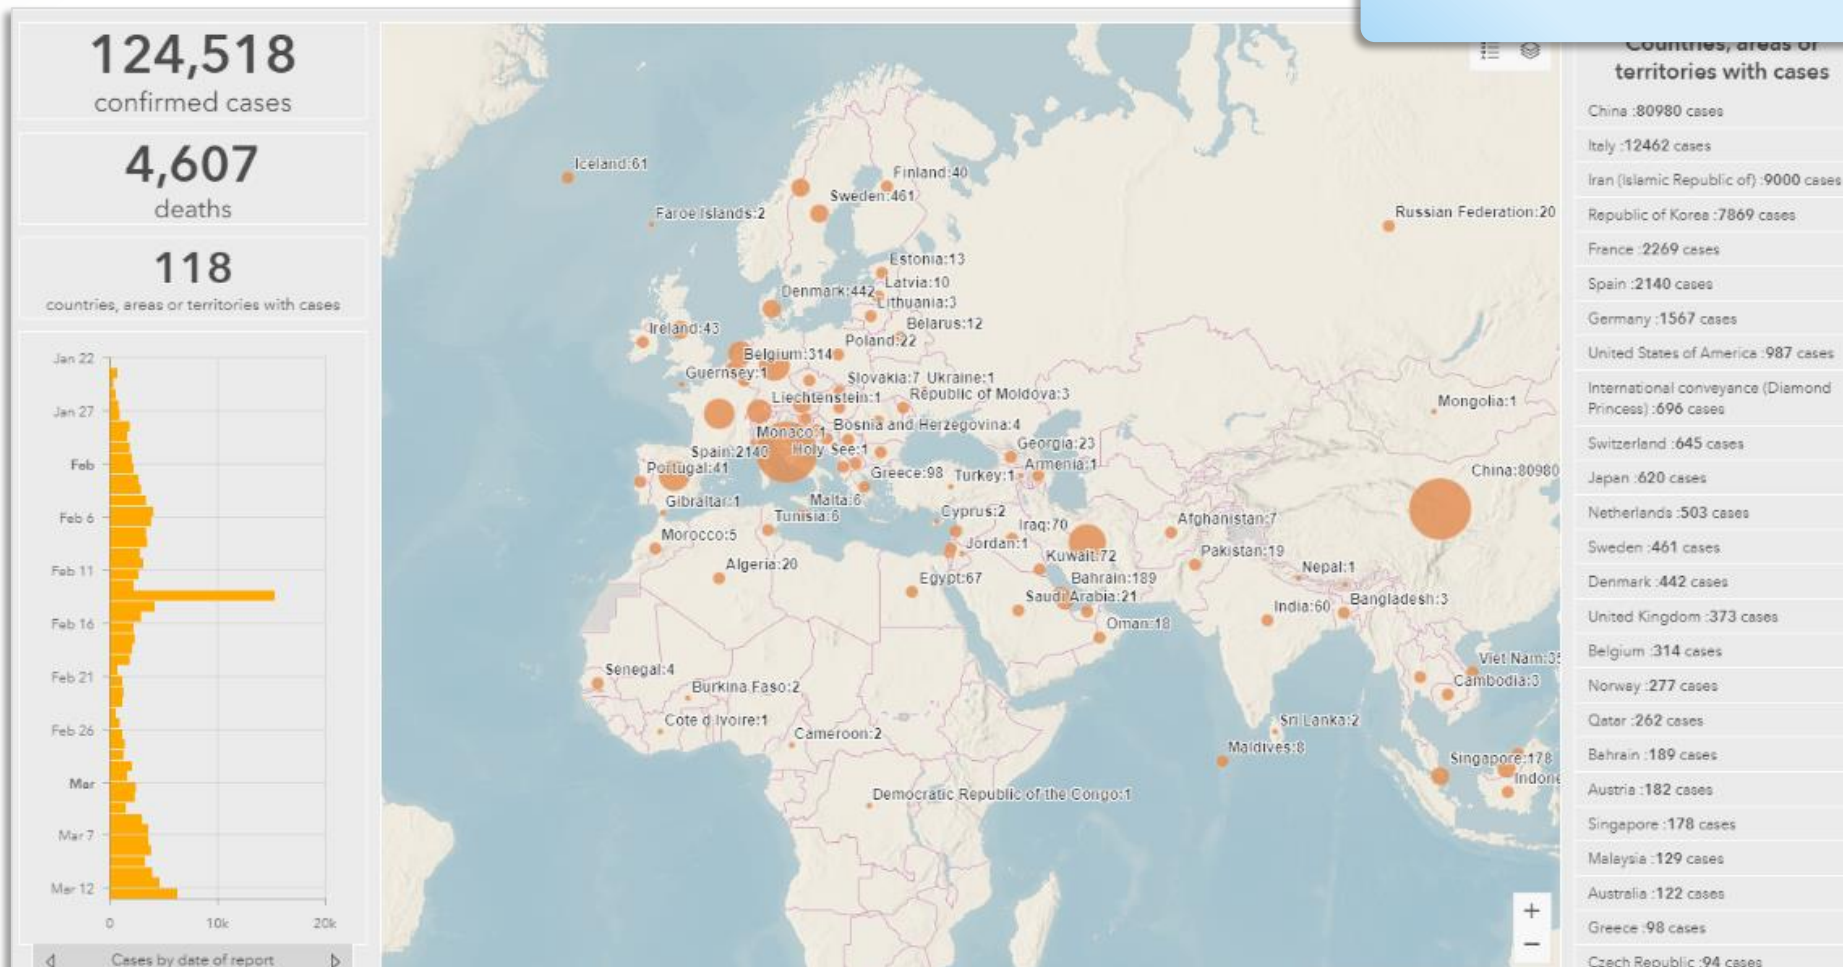 124,518
confirmed cases
4,607
deaths
118
countries, areas or territories with cases
Jan 22
Jan 27
Feb
Feb 6
Feb 11
Feb 16
Feb 21
Feb 26
Mar
Mar 7
Mar 12
0
10k
20k
Cases by date of report
Iceland:61
Finland:40
Sweden:461
Faroe Islands:2
Russian Federation:20
Estonia:13
Latvia:10
Denmark:442
Lithuania:3
Belarus:12
Ireland:43
Poland:22
Belgium:314
Guernsey:1
Slovakia:7
Ukraine:1
Liechtenstein:1
Republic of Moldova:3
Mongolia:1
Monaco:1
Bosnia and Herzegovina:4
Georgia:23
Spain:2140
Holy See:1
Portugal:41
Greece:98
Turkey:1
Armenia:1
China:80980
Gibraltar:1
Malta:6
Tunisia:6
Cyprus:2
Iraq:70
Afghanistan:7
Morocco:5
Jordan:1
Kuwait:72
Pakistan:19
Algeria:20
Egypt:67
Bahrain:189
Nepal:1
Saudi Arabia:21
India:60
Bangladesh:3
Oman:18
Senegal:4
Viet Nam:35
Burkina Faso:2
Cambodia:3
Cote d Ivoire:1
Cameroon:2
Sri Lanka:2
Maldives:8
Singapore:178
Indone
Democratic Republic of the Congo:1
+
−
Countries, areas or
territories with cases
China :80980 cases
Italy :12462 cases
Iran (Islamic Republic of) :9000 cases
Republic of Korea :7869 cases
France :2269 cases
Spain :2140 cases
Germany :1567 cases
United States of America :987 cases
International conveyance (Diamond
Princess) :696 cases
Switzerland :645 cases
Japan :620 cases
Netherlands :503 cases
Sweden :461 cases
Denmark :442 cases
United Kingdom :373 cases
Belgium :314 cases
Norway :277 cases
Qatar :262 cases
Bahrain :189 cases
Austria :182 cases
Singapore :178 cases
Malaysia :129 cases
Australia :122 cases
Greece :98 cases
Czech Republic :94 cases